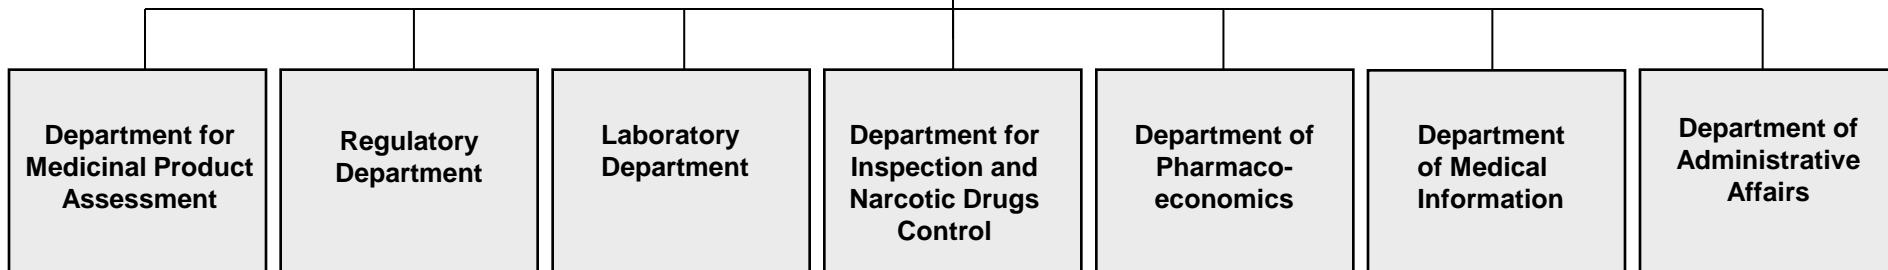 Department for
Medicinal Product
Assessment
Regulatory
Department
Laboratory
Department
Department for
Inspection and
Narcotic Drugs
Control
Department of
Pharmaco-
economics
Department
of Medical
Information
Department of
Administrative
Affairs